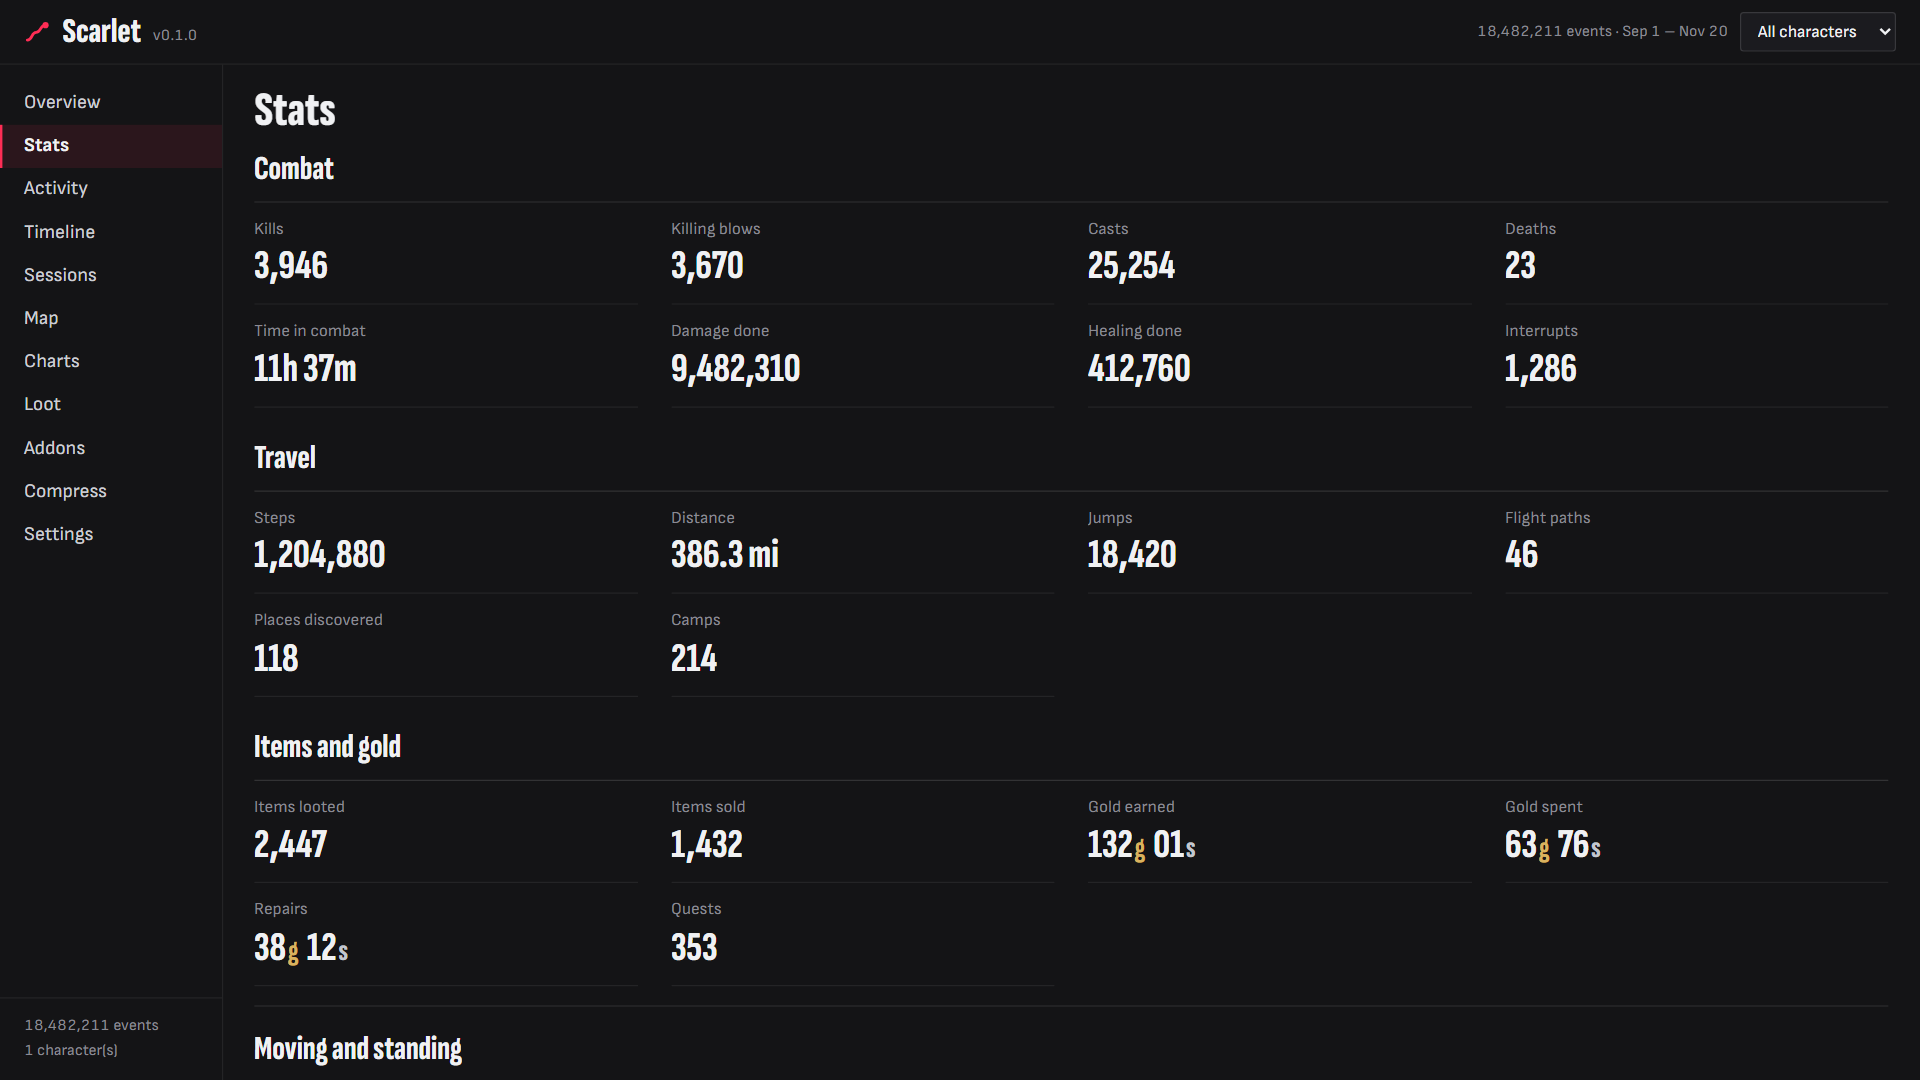 Scarlet v0.1.0
18,482,211 events · Sep 1 – Nov 20
All characters
Overview
Stats
Activity
Timeline
Sessions
Map
Charts
Loot
Addons
Compress
Settings
18,482,211 events
1 character(s)
Stats
Combat
Kills
3,946
Killing blows
3,670
Casts
25,254
Deaths
23
Time in combat
11h 37m
Damage done
9,482,310
Healing done
412,760
Interrupts
1,286
Travel
Steps
1,204,880
Distance
386.3 mi
Jumps
18,420
Flight paths
46
Places discovered
118
Camps
214
Items and gold
Items looted
2,447
Items sold
1,432
Gold earned
132g 01s
Gold spent
63g 76s
Repairs
38g 12s
Quests
353
Moving and standing